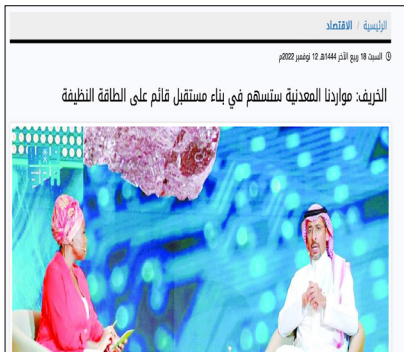 الرئيسية / الاقتصاد
السبت 18 ربيع الآخر 1444هـ 12 نوفمبر 2022م
الخريف: مواردنا المعدنية ستسهم في بناء مستقبل قائم على الطاقة النظيفة